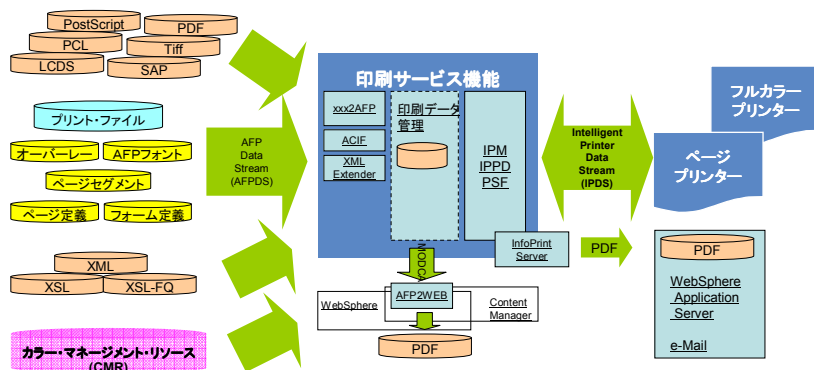 PostScript
PDF
PCL
Tiff
LCDS
SAP
プリント・ファイル
オーバーレー
AFPフォント
ページセグメント
ページ定義
フォーム定義
XML
XSL
XSL-FQ
カラー・マネージメント・リソース
(CMR)
AFP
Data
Stream
(AFPDS)
印刷サービス機能
xxx2AFP
ACIF
XML
Extender
印刷データ
管理
IPM
IPPD
PSF
InfoPrint
Server
MODCA
WebSphere
AFP2WEB
Content
Manager
PDF
Intelligent
Printer
Data
Stream
(IPDS)
PDF
フルカラー
プリンター
ページ
プリンター
PDF
WebSphere
Application
Server
e-Mail